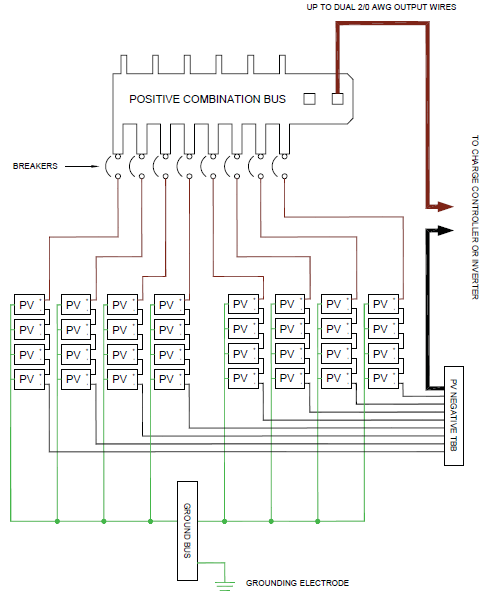 UP TO DUAL 2/0 AWG OUTPUT WIRES
POSITIVE COMBINATION BUS
BREAKERS
TO CHARGE CONTROLLER OR INVERTER
PV PV PV PV PV PV PV PV
PV PV PV PV PV PV PV PV
PV PV PV PV PV PV PV PV
PV PV PV PV PV PV PV PV
PV NEGATIVE TBB
GROUND BUS
GROUNDING ELECTRODE